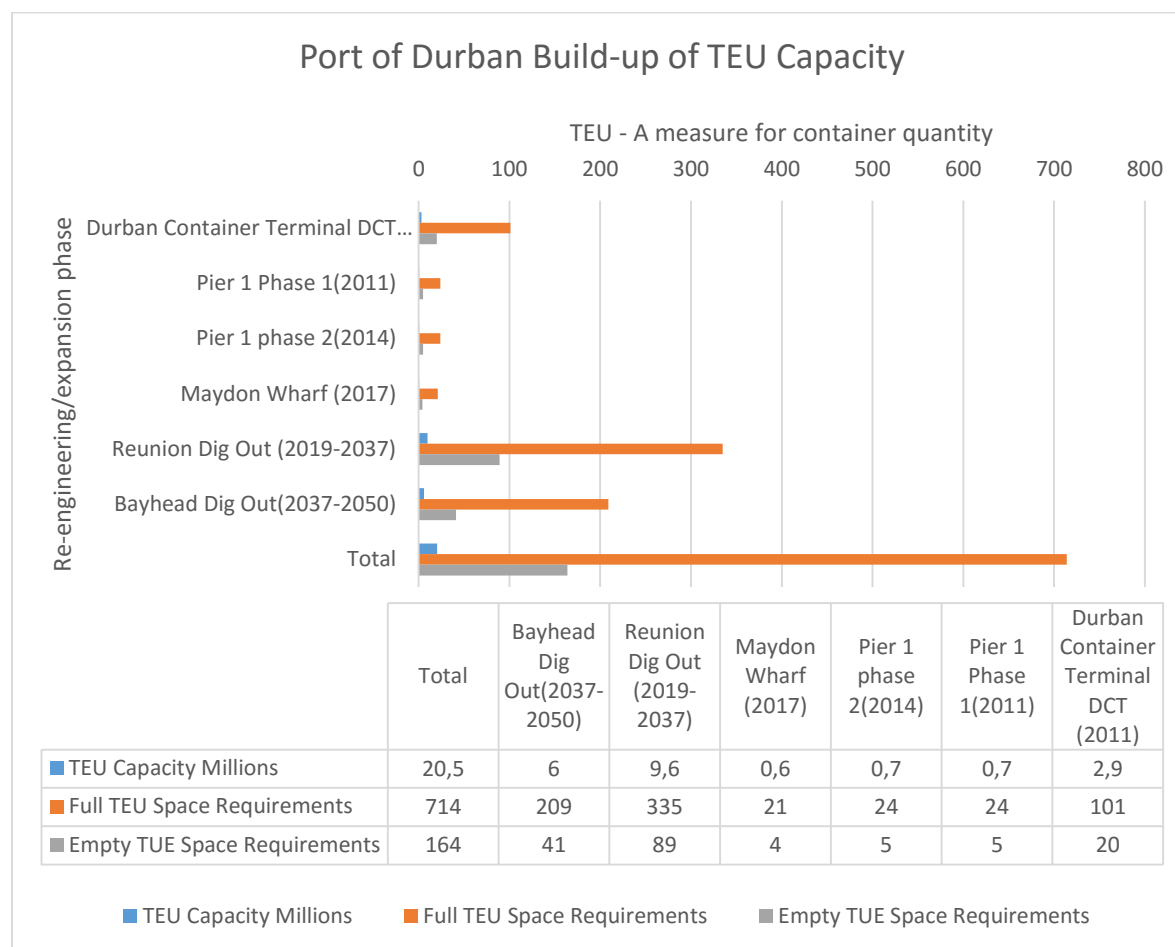 Port of Durban Build-up of TEU Capacity
TEU - A measure for container quantity
0 100 200 300 400 500 600 700 800
Re-engineering/expansion phase
Durban Container Terminal DCT...
Pier 1 Phase 1(2011)
Pier 1 phase 2(2014)
Maydon Wharf (2017)
Reunion Dig Out (2019-2037)
Bayhead Dig Out(2037-2050)
Total
Total
Bayhead
Dig
Out(2037-
2050)
Reunion
Dig Out
(2019-
2037)
Maydon
Wharf
(2017)
Pier 1
phase
2(2014)
Pier 1
Phase
1(2011)
Durban
Container
Terminal
DCT
(2011)
TEU Capacity Millions 20,5 6 9,6 0,6 0,7 0,7 2,9
Full TEU Space Requirements 714 209 335 21 24 24 101
Empty TUE Space Requirements 164 41 89 4 5 5 20
TEU Capacity Millions Full TEU Space Requirements Empty TUE Space Requirements